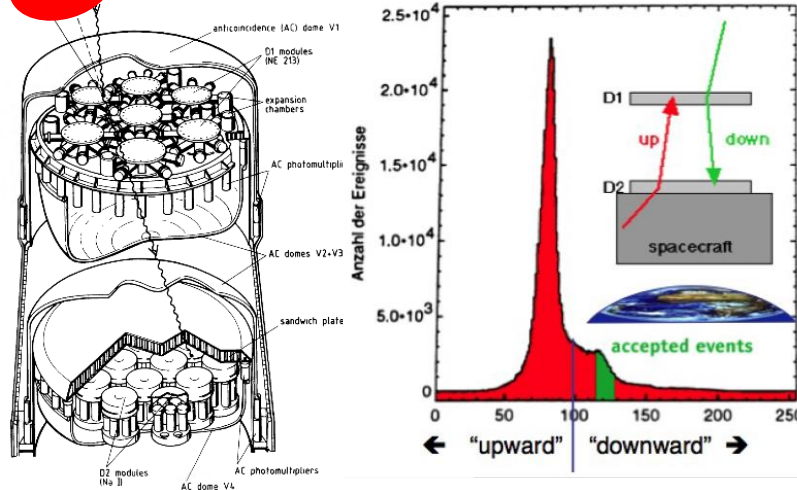 anticoincidence (AC) dome V1
D1 modules
(NE 213)
expansion
chambers
AC photomultipli
AC domes V2+V3
sandwich plate
D2 modules
(Na I)
AC photomultipliers
AC dome V4
Anzahl der Ereignisse
2.5•10⁴
2.0•10⁴
1.5•10⁴
1.0•10⁴
5.0•10³
0
0
50
100
150
200
250
D1
up
down
D2
spacecraft
accepted events
← "upward"
"downward" →